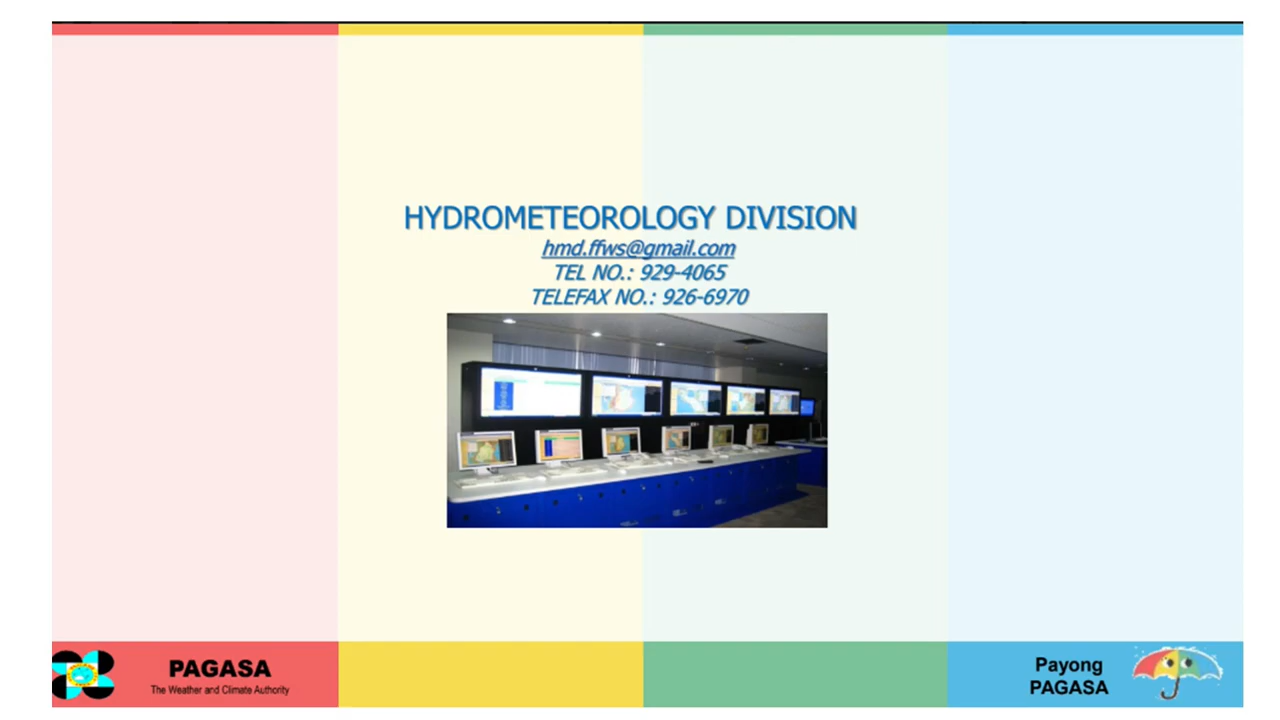 HYDROMETEOROLOGY DIVISION
hmd.ffws@gmail.com
TEL NO.: 929-4065
TELEFAX NO.: 926-6970
PAGASA
The Weather and Climate Authority
Payong
PAGASA